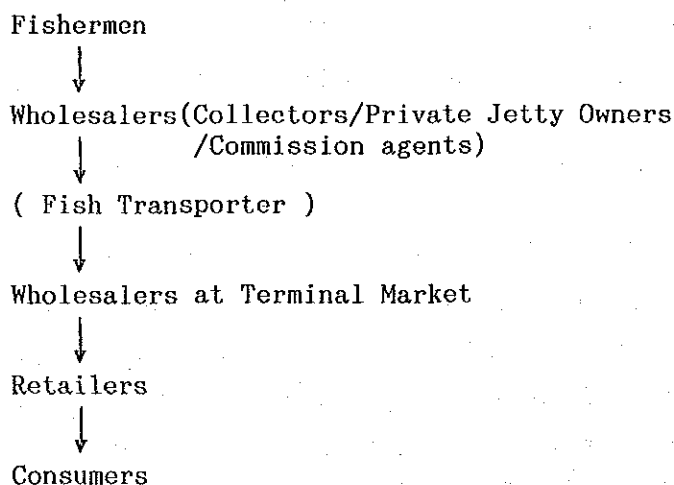 Fishermen
Wholesalers(Collectors/Private Jetty Owners
/Commission agents)
( Fish Transporter )
Wholesalers at Terminal Market
Retailers
Consumers